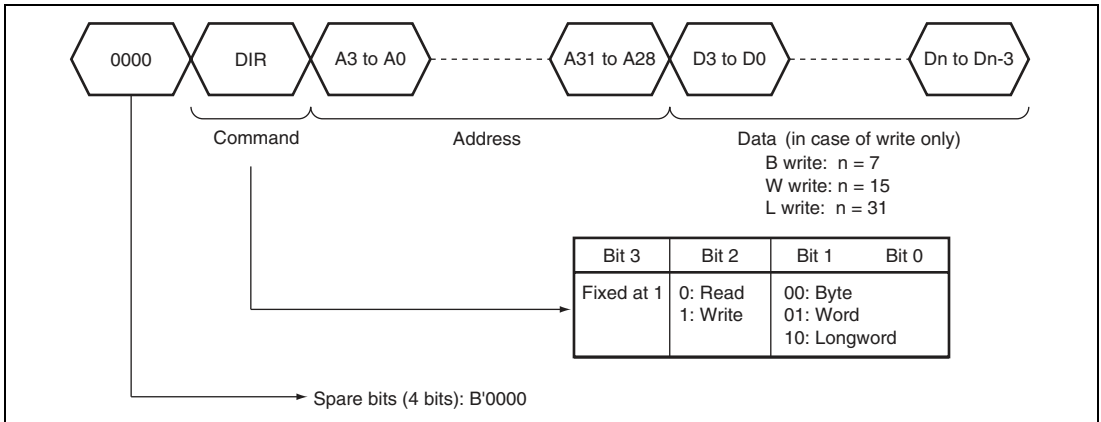 0000 DIR A3 to A0 A31 to A28 D3 to D0 Dn to Dn-3
Command Address Data (in case of write only)
B write: n = 7
W write: n = 15
L write: n = 31
Bit 3 Bit 2 Bit 1 Bit 0
Fixed at 1 0: Read 00: Byte
1: Write 01: Word
10: Longword
Spare bits (4 bits): B'0000